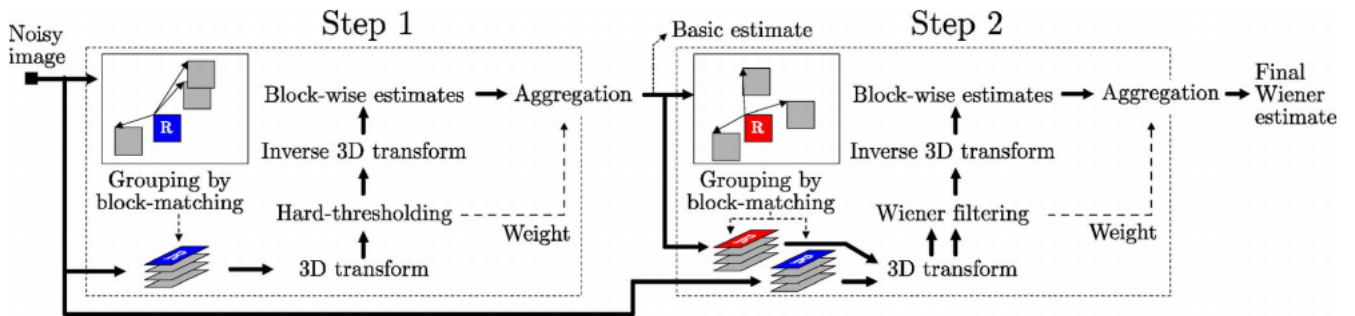 Step 1
Noisy
image
R
Block-wise estimates
Aggregation
Inverse 3D transform
Grouping by
block-matching
Hard-thresholding
Weight
R
3D transform
Basic estimate
Step 2
R
Block-wise estimates
Aggregation
Final
Wiener
estimate
Inverse 3D transform
Grouping by
block-matching
Wiener filtering
Weight
R
R
3D transform